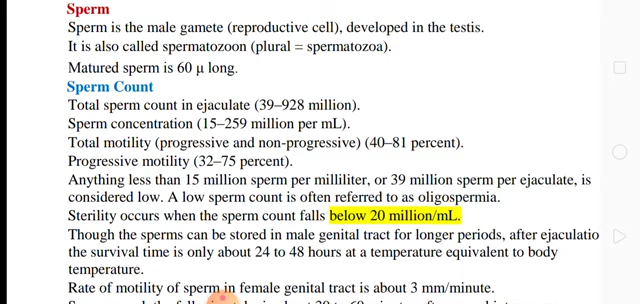 Sperm
Sperm is the male gamete (reproductive cell), developed in the testis.
It is also called spermatozoon (plural = spermatozoa).
Matured sperm is 60 µ long.
Sperm Count
Total sperm count in ejaculate (39–928 million).
Sperm concentration (15–259 million per mL).
Total motility (progressive and non-progressive) (40–81 percent).
Progressive motility (32–75 percent).
Anything less than 15 million sperm per milliliter, or 39 million sperm per ejaculate, is
considered low. A low sperm count is often referred to as oligospermia.
Sterility occurs when the sperm count falls below 20 million/mL.
Though the sperms can be stored in male genital tract for longer periods, after ejaculatio
the survival time is only about 24 to 48 hours at a temperature equivalent to body
temperature.
Rate of motility of sperm in female genital tract is about 3 mm/minute.